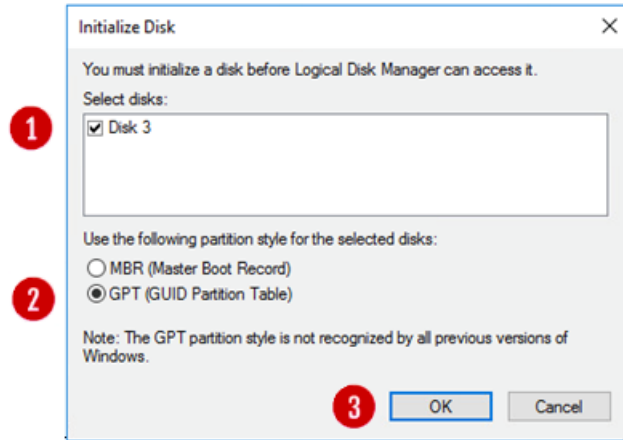 Initialize Disk
You must initialize a disk before Logical Disk Manager can access it.
Select disks:
1
Disk 3
Use the following partition style for the selected disks:
MBR (Master Boot Record)
2
GPT (GUID Partition Table)
Note: The GPT partition style is not recognized by all previous versions of
Windows.
3 OK Cancel